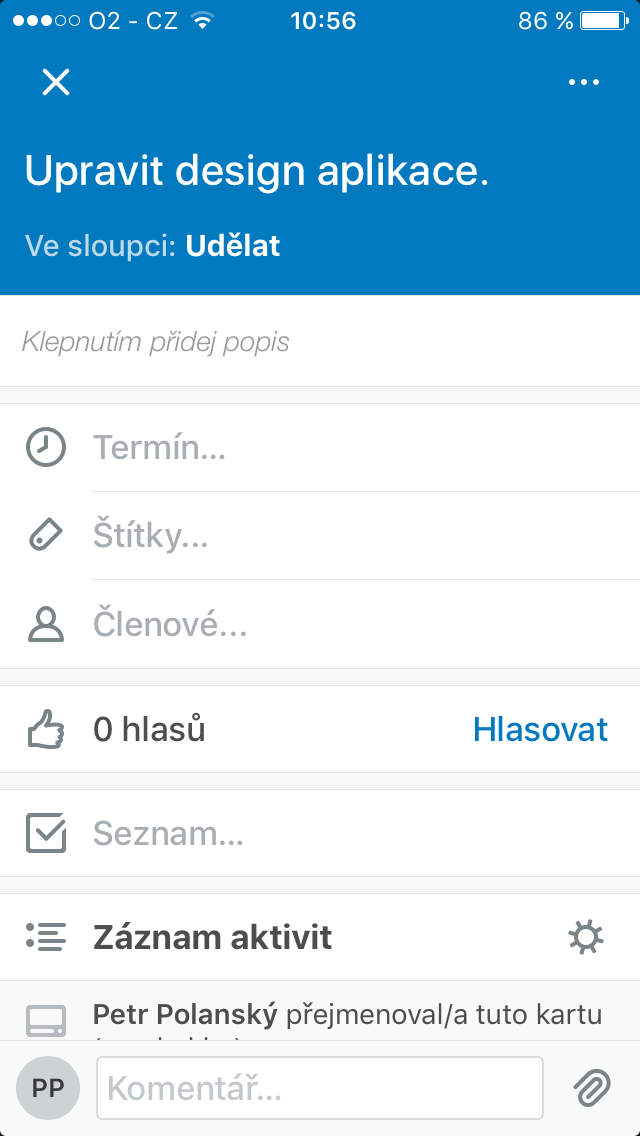 O2 - CZ 10:56 86 %
Upravit design aplikace.
Ve sloupci: Udělat
Klepnutím přidej popis
Termín...
Štítky...
Členové...
0 hlasů Hlasovat
Seznam...
Záznam aktivit
Petr Polanský přejmenoval/a tuto kartu
PP Komentář...